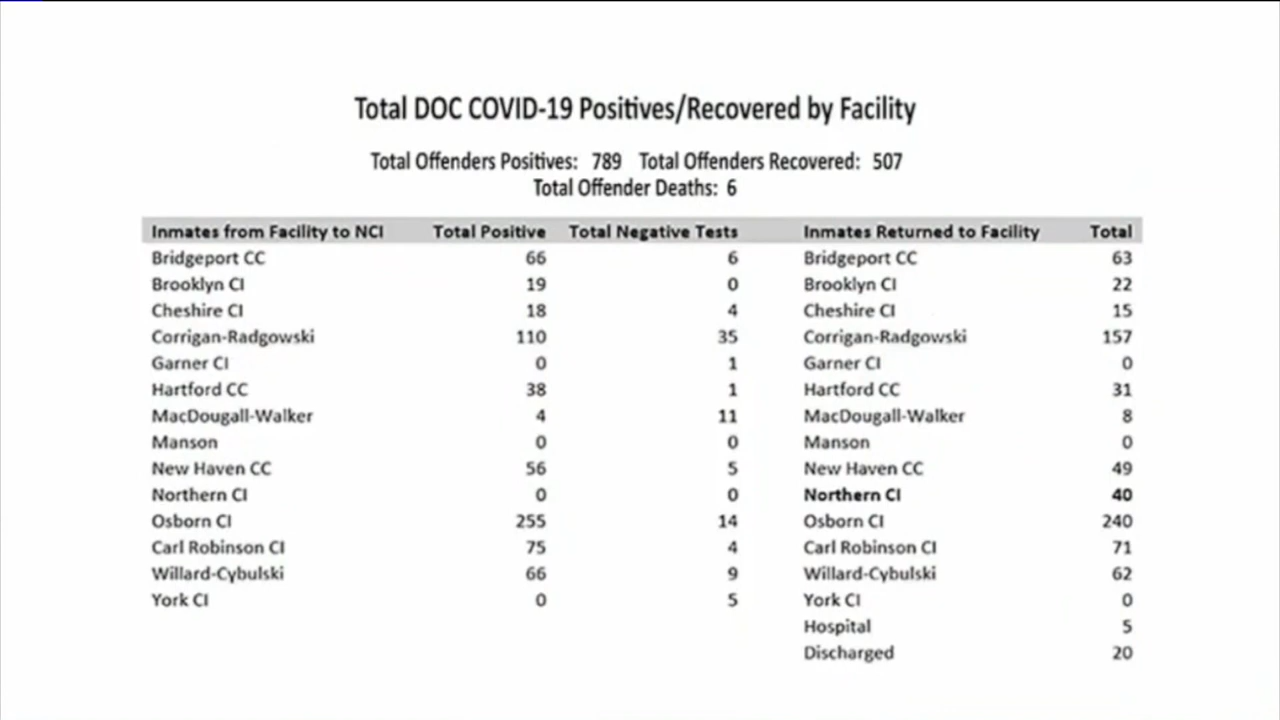 Total DOC COVID-19 Positives/Recovered by Facility
Total Offenders Positives: 789 Total Offenders Recovered: 507
Total Offender Deaths: 6
Inmates from Facility to NCI Total Positive Total Negative Tests Inmates Returned to Facility Total
Bridgeport CC 66 6 Bridgeport CC 63
Brooklyn CI 19 0 Brooklyn CI 22
Cheshire CI 18 4 Cheshire CI 15
Corrigan-Radgowski 110 35 Corrigan-Radgowski 157
Garner CI 0 1 Garner CI 0
Hartford CC 38 1 Hartford CC 31
MacDougall-Walker 4 11 MacDougall-Walker 8
Manson 0 0 Manson 0
New Haven CC 56 5 New Haven CC 49
Northern CI 0 0 Northern CI 40
Osborn CI 255 14 Osborn CI 240
Carl Robinson CI 75 4 Carl Robinson CI 71
Willard-Cybulski 66 9 Willard-Cybulski 62
York CI 0 5 York CI 0
Hospital 5
Discharged 20